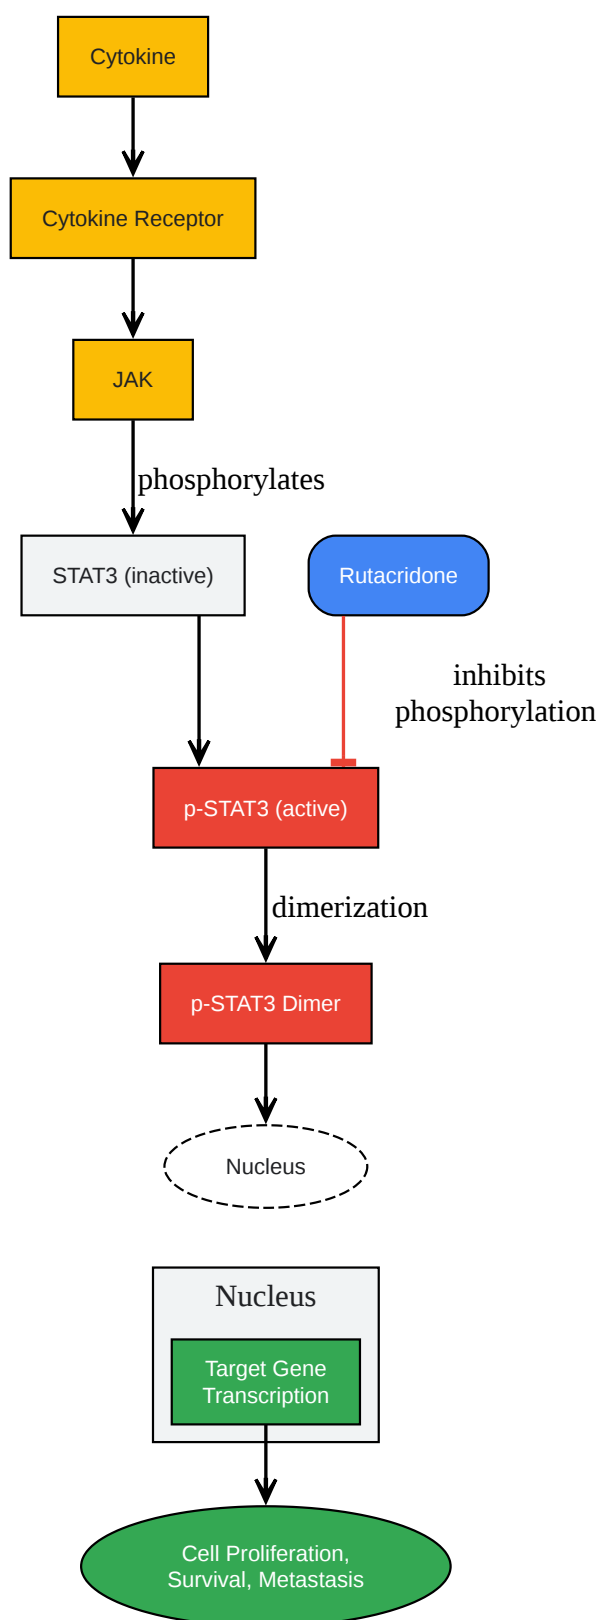 Cytokine
Cytokine Receptor
JAK
phosphorylates
STAT3 (inactive)
Rutacridone
inhibits
phosphorylation
p-STAT3 (active)
dimerization
p-STAT3 Dimer
Nucleus
Nucleus
Target Gene
Transcription
Cell Proliferation,
Survival, Metastasis